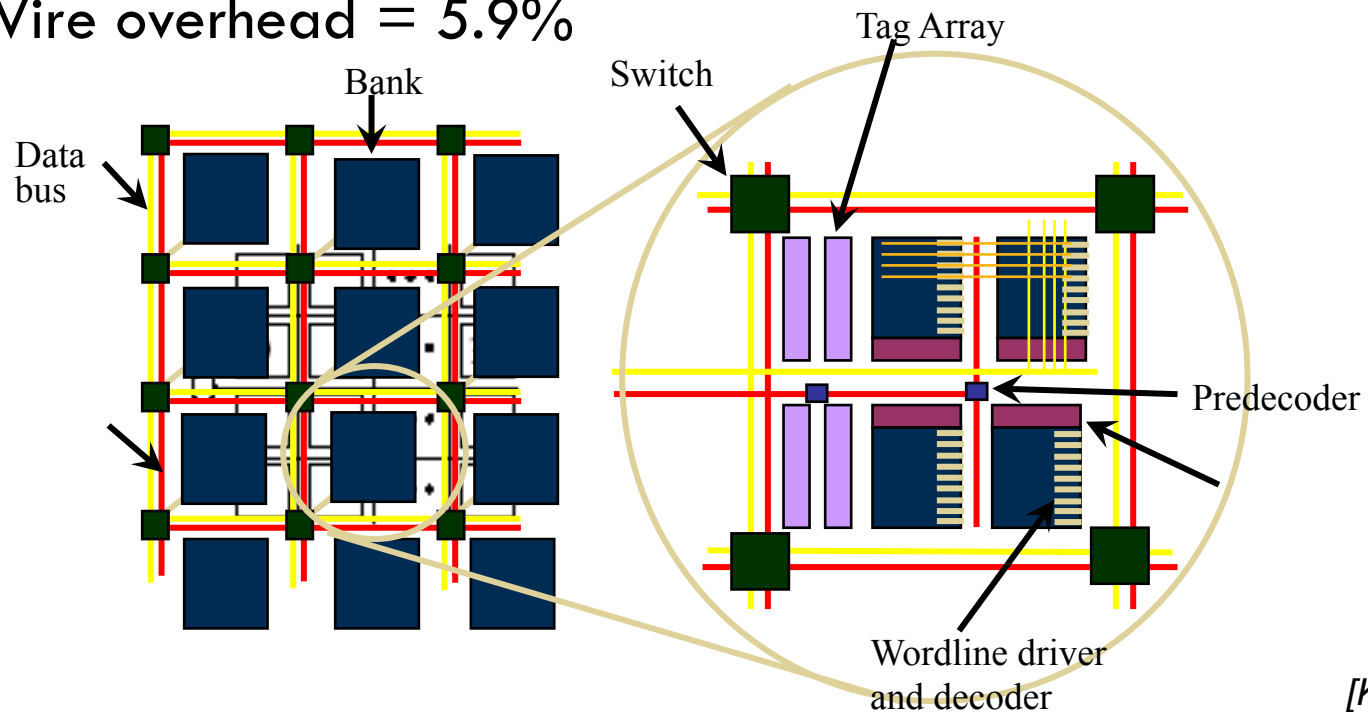 Wire overhead = 5.9%
Tag Array
Switch
Bank
Data
bus
Predecoder
Wordline driver
and decoder